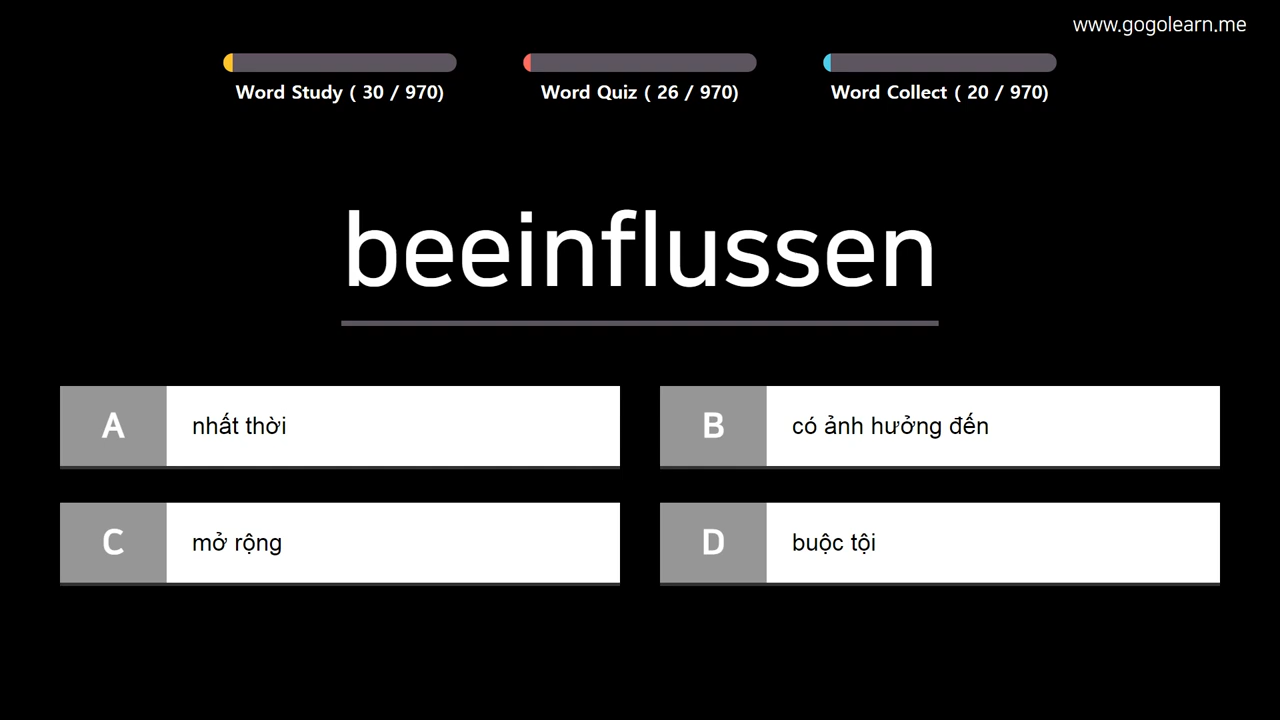 www.gogolearn.me
Word Study ( 30 / 970)
Word Quiz ( 26 / 970)
Word Collect ( 20 / 970)
beeinflussen
A nhất thời
B có ảnh hưởng đến
C mở rộng
D buộc tội